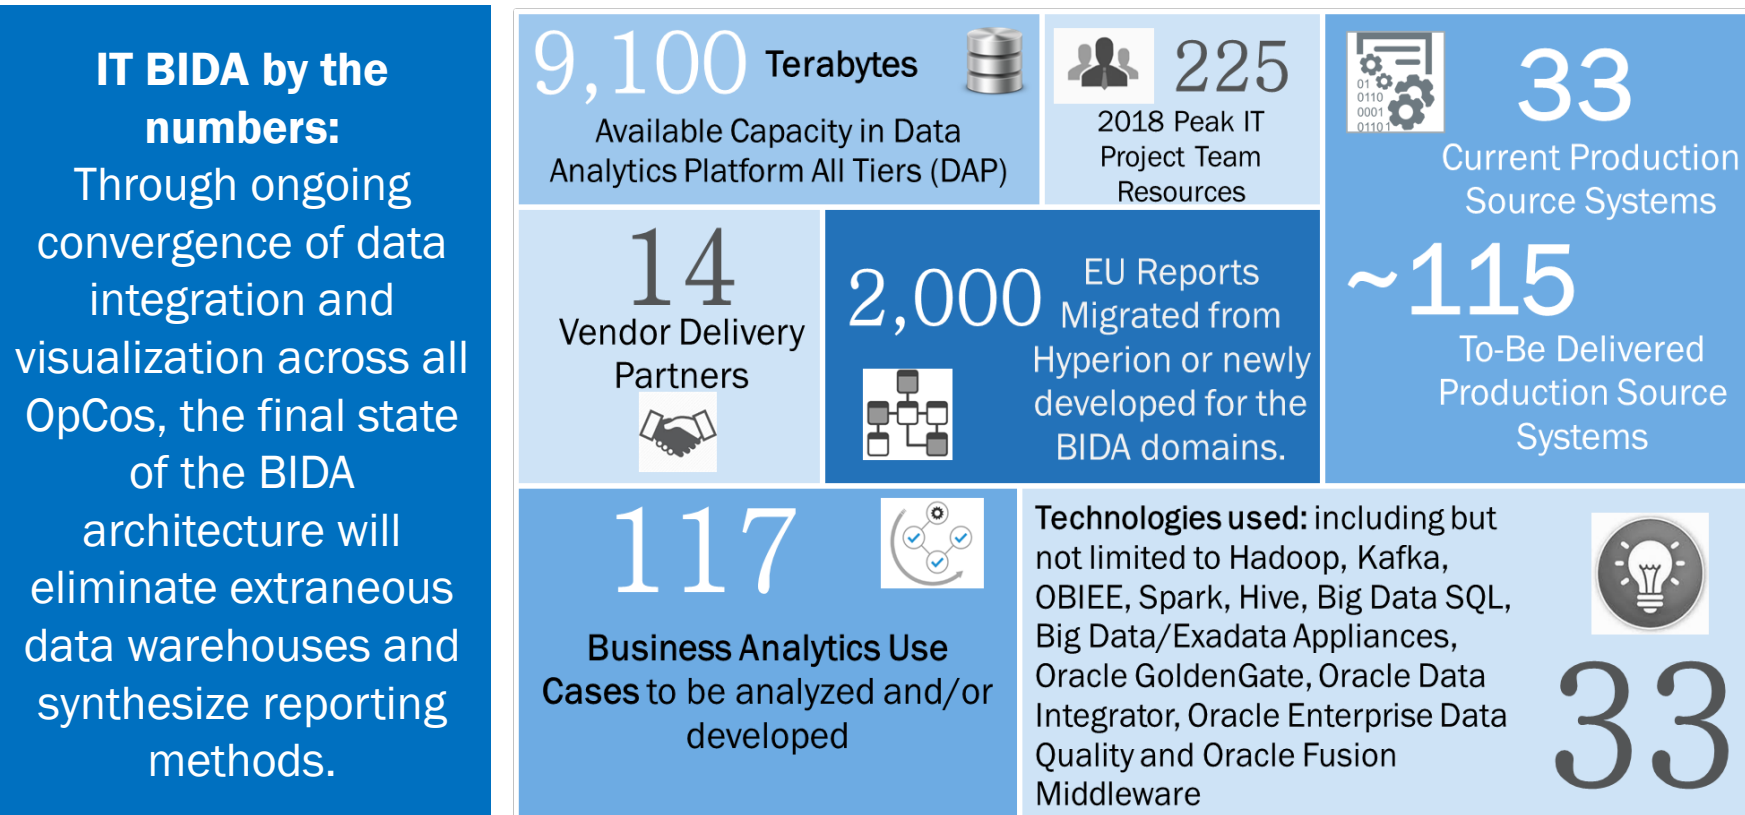 IT BIDA by the
numbers:
Through ongoing
convergence of data
integration and
visualization across all
OpCos, the final state
of the BIDA
architecture will
eliminate extraneous
data warehouses and
synthesize reporting
methods.
9,100 Terabytes
Available Capacity in Data
Analytics Platform All Tiers (DAP)
225
2018 Peak IT
Project Team
Resources
01
0110
0001
01101
33
Current Production
Source Systems
~115
To-Be Delivered
Production Source
Systems
14
Vendor Delivery
Partners
2,000
EU Reports
Migrated from
Hyperion or newly
developed for the
BIDA domains.
117
Business Analytics Use
Cases to be analyzed and/or
developed
Technologies used: including but
not limited to Hadoop, Kafka,
OBIEE, Spark, Hive, Big Data SQL,
Big Data/Exadata Appliances,
Oracle GoldenGate, Oracle Data
Integrator, Oracle Enterprise Data
Quality and Oracle Fusion
Middleware
33